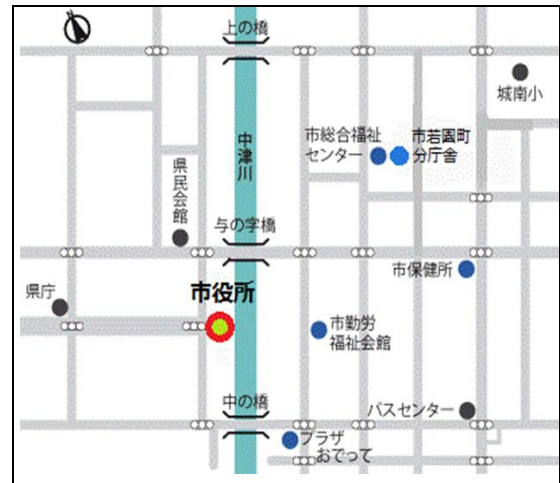 上の橋
城南小
中津川
市総合福祉
センター
市若園町
分庁舎
県民会館
与の字橋
市保健所
県庁
市役所
市勤労
福祉会館
中の橋
バスセンター
プラザ
おでって